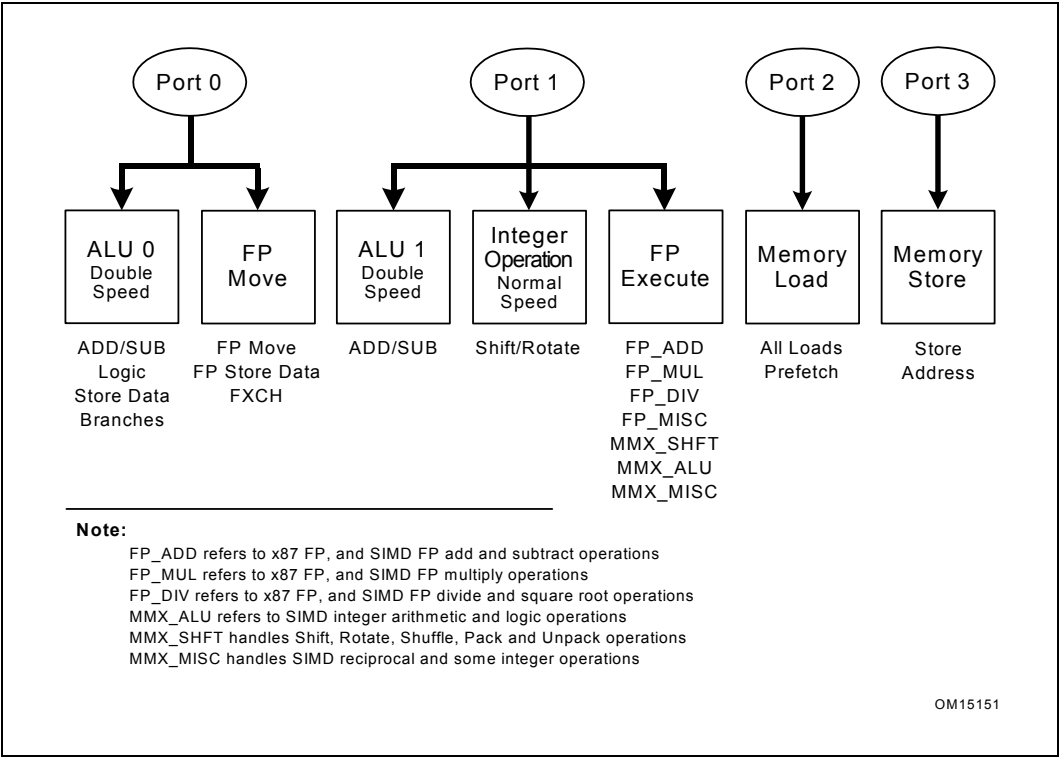 Port 0
Port 1
Port 2
Port 3
ALU 0
Double
Speed
FP
Move
ALU 1
Double
Speed
Integer
Operation
Normal
Speed
FP
Execute
Memory
Load
Memory
Store
ADD/SUB
Logic
Store Data
Branches
FP Move
FP Store Data
FXCH
ADD/SUB
Shift/Rotate
FP_ADD
FP_MUL
FP_DIV
FP_MISC
MMX_SHFT
MMX_ALU
MMX_MISC
All Loads
Prefetch
Store
Address
Note:
FP_ADD refers to x87 FP, and SIMD FP add and subtract operations
FP_MUL refers to x87 FP, and SIMD FP multiply operations
FP_DIV refers to x87 FP, and SIMD FP divide and square root operations
MMX_ALU refers to SIMD integer arithmetic and logic operations
MMX_SHFT handles Shift, Rotate, Shuffle, Pack and Unpack operations
MMX_MISC handles SIMD reciprocal and some integer operations
OM15151